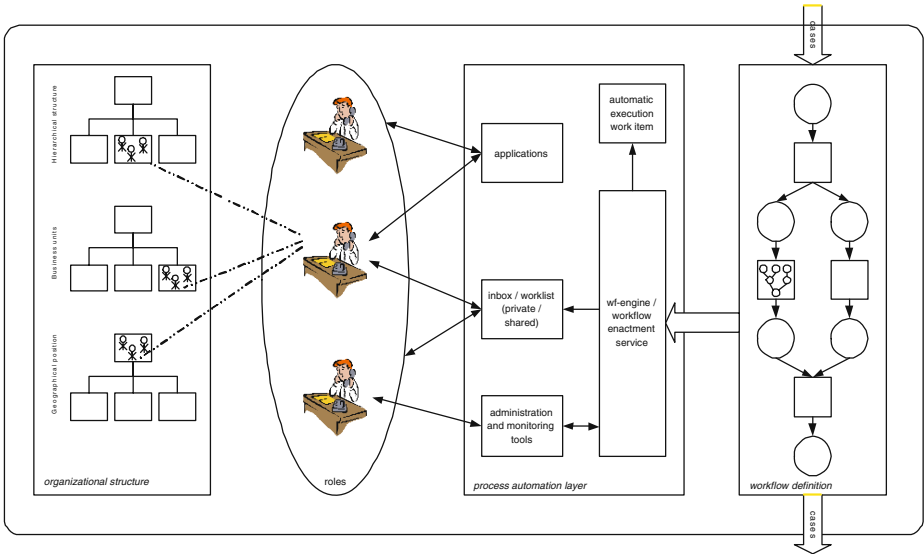 cases
Hierarchical structure
Business units
Geographical position
organizational structure
roles
applications
automatic
execution
work item
inbox / worklist
(private /
shared)
wf-engine /
workflow
enactment
service
administration
and monitoring
tools
process automation layer
workflow definition
cases